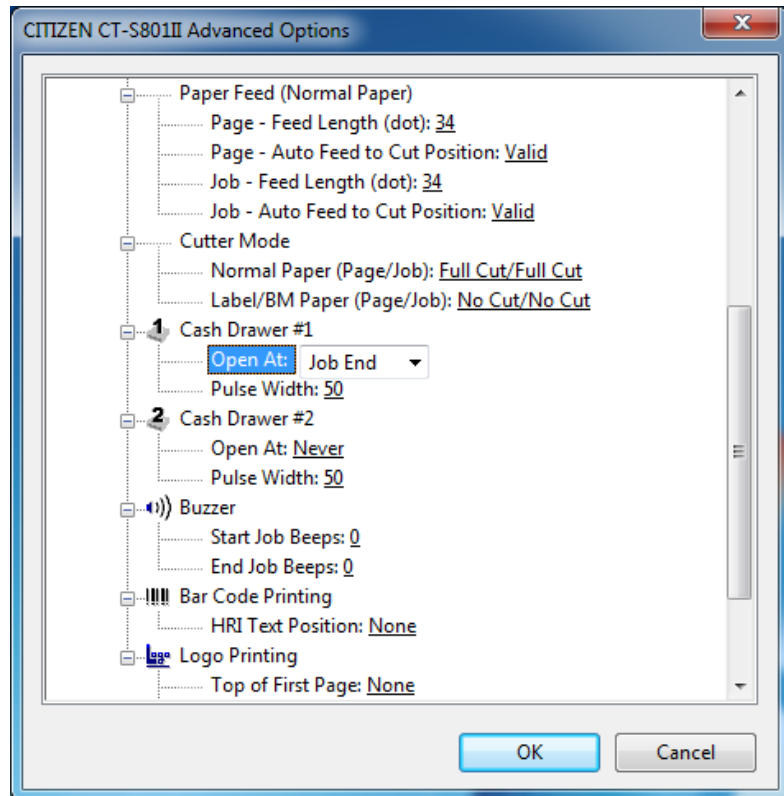 CITIZEN CT-S801II Advanced Options
Paper Feed (Normal Paper)
Page - Feed Length (dot): 34
Page - Auto Feed to Cut Position: Valid
Job - Feed Length (dot): 34
Job - Auto Feed to Cut Position: Valid
Cutter Mode
Normal Paper (Page/Job): Full Cut/Full Cut
Label/BM Paper (Page/Job): No Cut/No Cut
1 Cash Drawer #1
Open At: Job End
Pulse Width: 50
2 Cash Drawer #2
Open At: Never
Pulse Width: 50
Buzzer
Start Job Beeps: 0
End Job Beeps: 0
Bar Code Printing
HRI Text Position: None
Logo Logo Printing
Top of First Page: None
OK Cancel